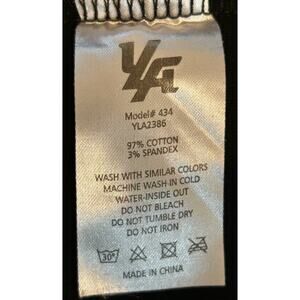 YLA
Model# 434
YLA2386
97% COTTON
3% SPANDEX
WASH WITH SIMILAR COLORS
MACHINE WASH-IN COLD
WATER-INSIDE OUT
DO NOT BLEACH
DO NOT TUMBLE DRY
DO NOT IRON
30°
MADE IN CHINA